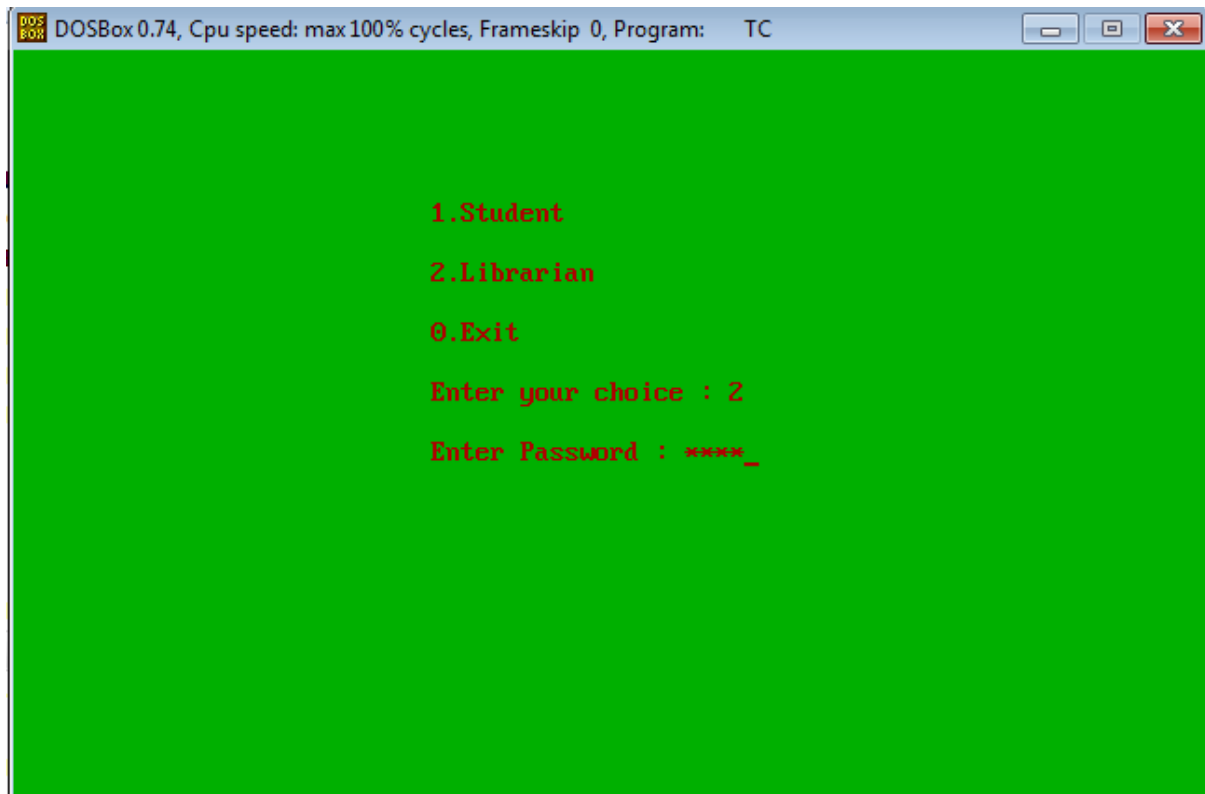 DOSBox 0.74, Cpu speed: max 100% cycles, Frameskip 0, Program: TC
1.Student
2.Librarian
0.Exit
Enter your choice : 2
Enter Password : ****_